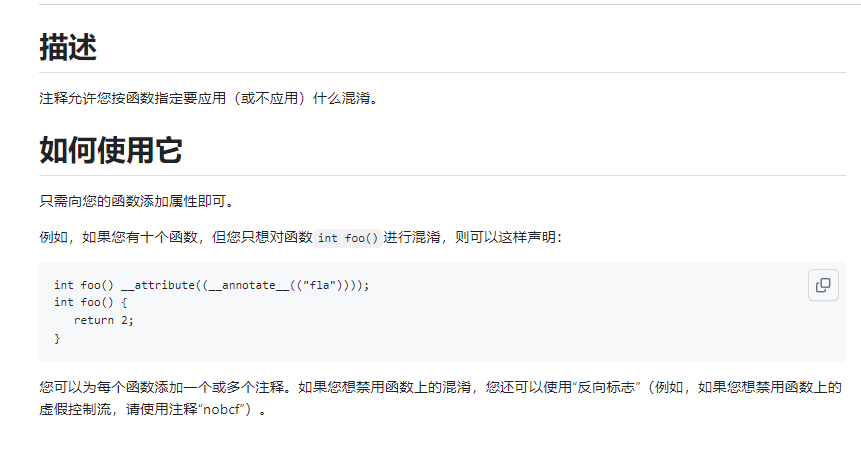 描述
注释允许您按函数指定要应用（或不应用）什么混淆。
如何使用它
只需向您的函数添加属性即可。
例如，如果您有十个函数，但您只想对函数 int foo() 进行混淆，则可以这样声明：
int foo() __attribute((__annotate__(("fla"))));
int foo() {
   return 2;
}
您可以为每个函数添加一个或多个注释。如果您想禁用函数上的混淆，您还可以使用“反向标志”（例如，如果您想禁用函数上的
虚假控制流，请使用注释“nobcf”）。